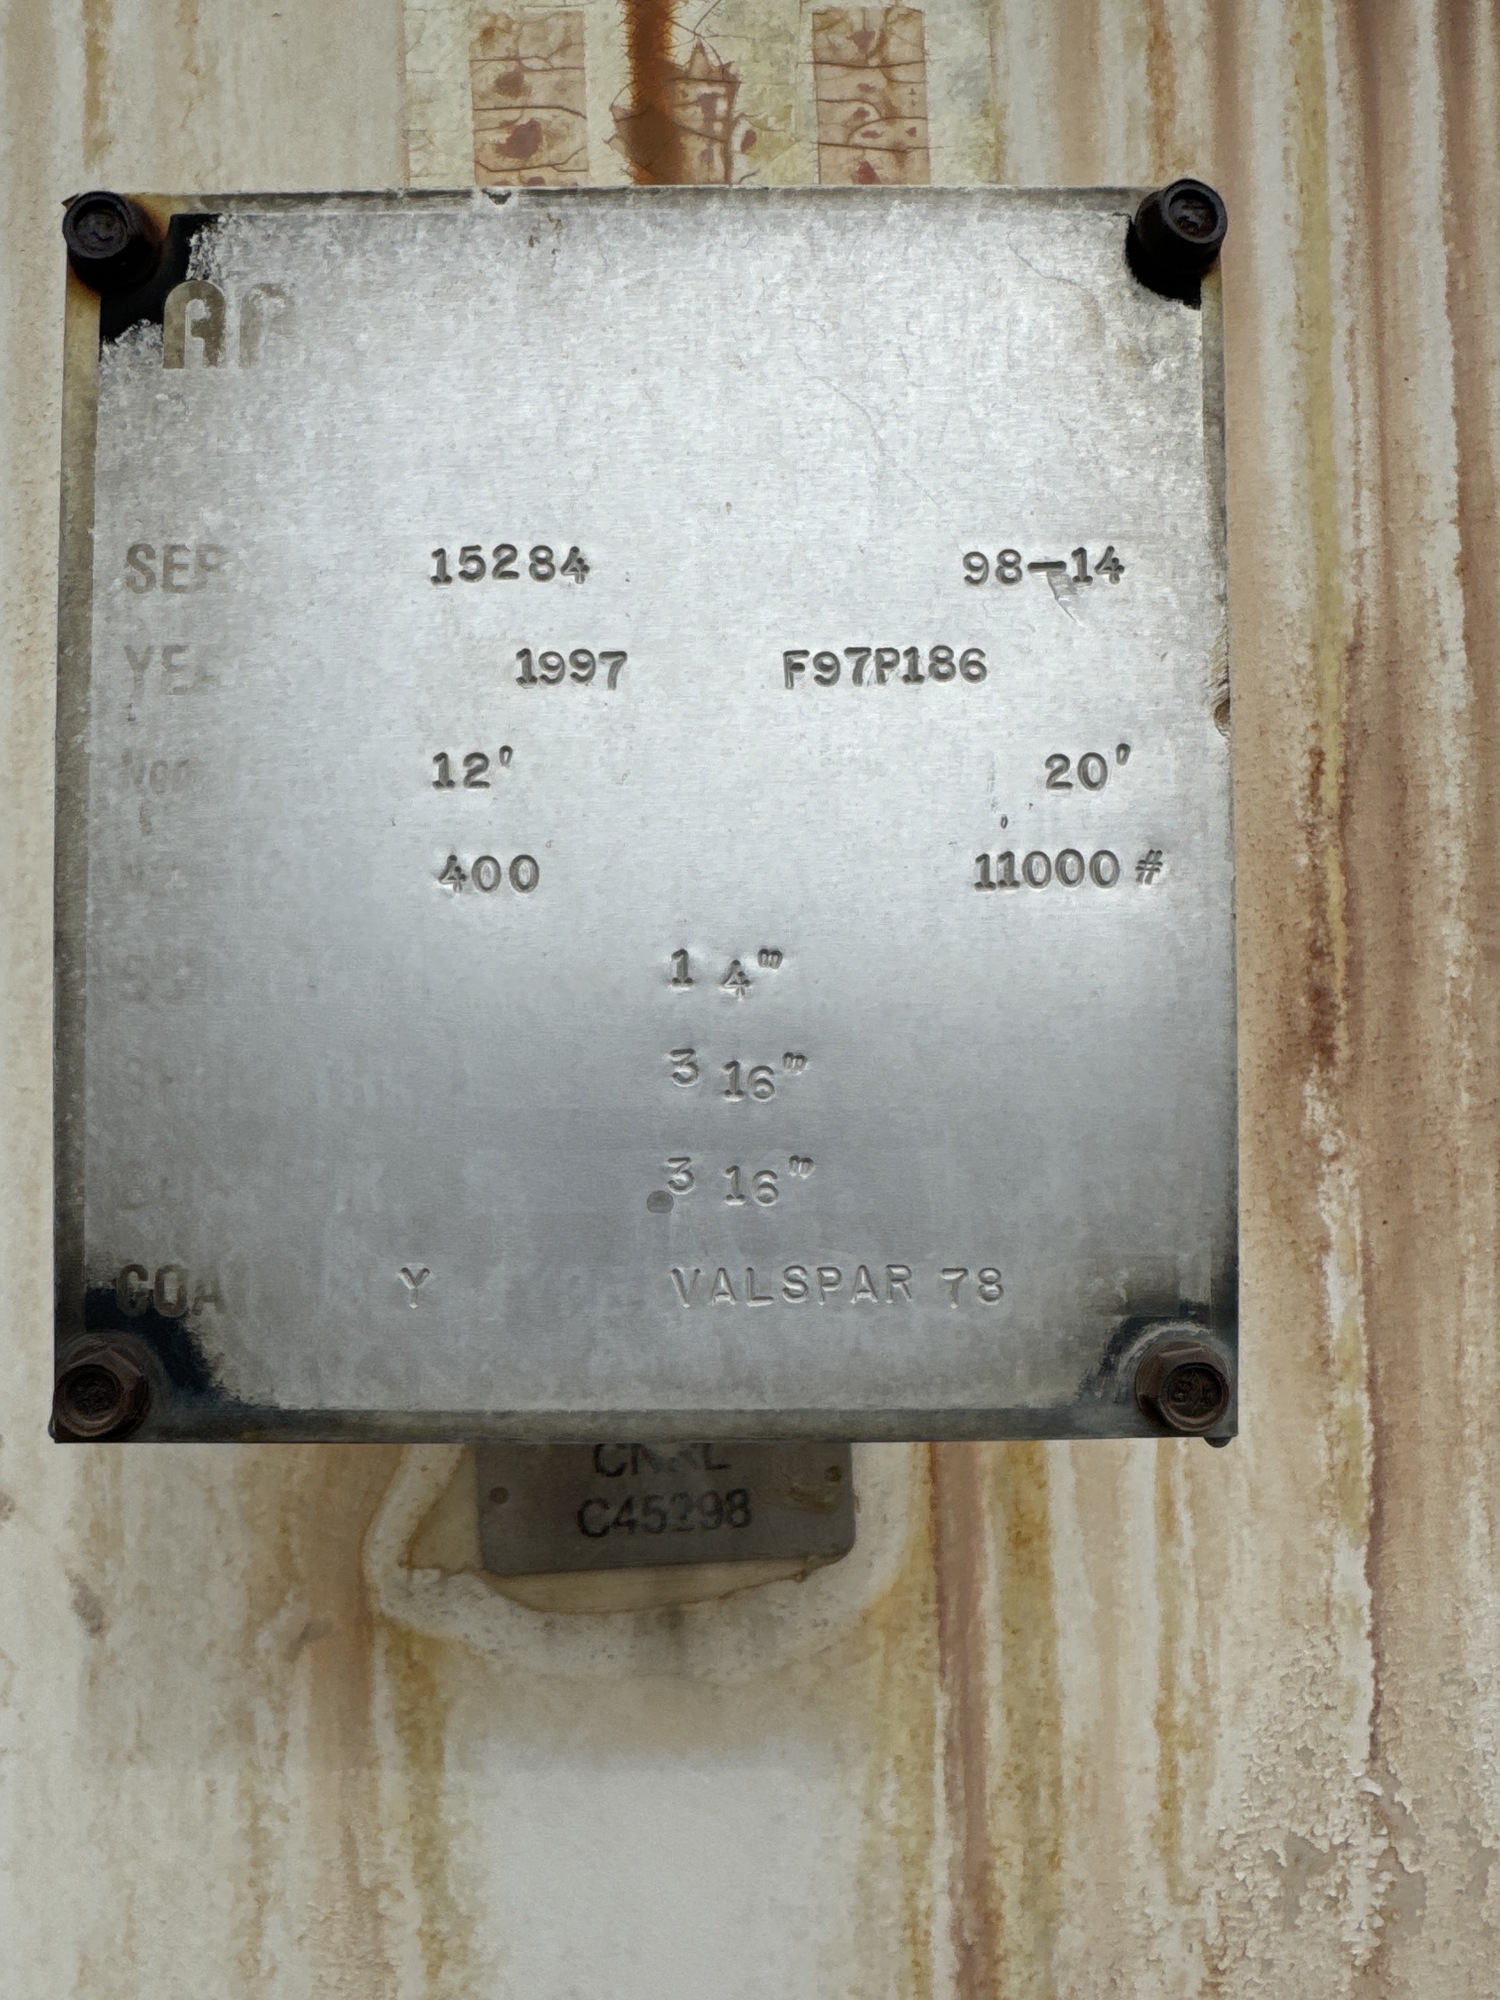 SER 15284 98-14
YEA 1997 F97P186
12' 20'
400 11000#
1 4"
3 16"
3 16"
COA Y VALSPAR 78
C45298